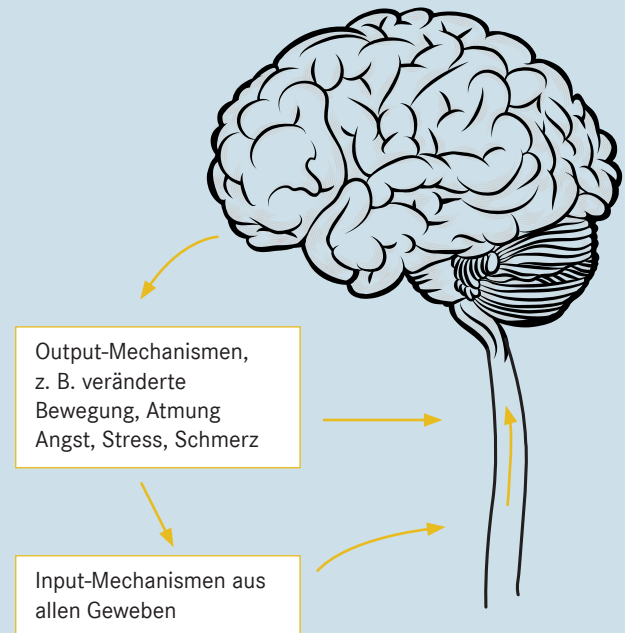 Output-Mechanismen,
z. B. veränderte
Bewegung, Atmung
Angst, Stress, Schmerz
Input-Mechanismen aus
allen Geweben